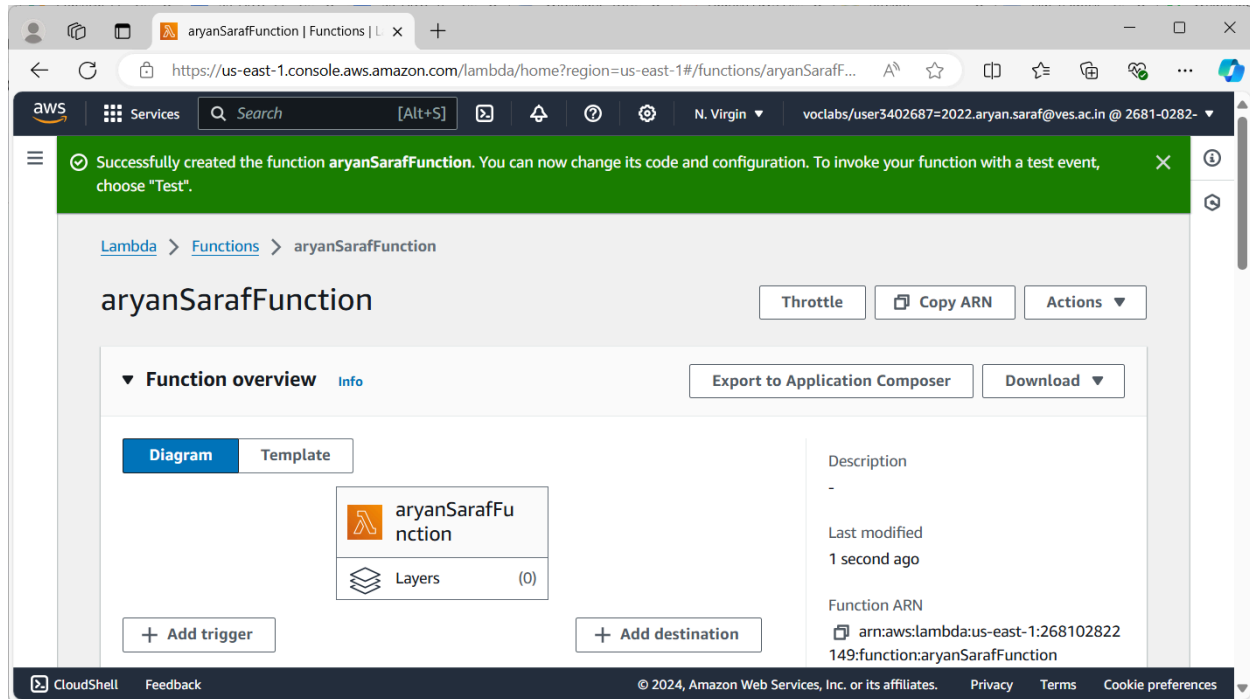 aryanSarafFunction | Functions | L
https://us-east-1.console.aws.amazon.com/lambda/home?region=us-east-1#/functions/aryanSarafF...
aws
Services
Search
[Alt+S]
N. Virgin
voclabs/user3402687=2022.aryan.saraf@ves.ac.in @ 2681-0282-
Successfully created the function aryanSarafFunction. You can now change its code and configuration. To invoke your function with a test event,
choose "Test".
Lambda > Functions > aryanSarafFunction
aryanSarafFunction
Throttle
Copy ARN
Actions
Function overview
Info
Export to Application Composer
Download
Diagram
Template
aryanSarafFu
nction
Layers
(0)
Add trigger
Add destination
Description
-
Last modified
1 second ago
Function ARN
arn:aws:lambda:us-east-1:268102822
149:function:aryanSarafFunction
CloudShell
Feedback
© 2024, Amazon Web Services, Inc. or its affiliates.
Privacy
Terms
Cookie preferences